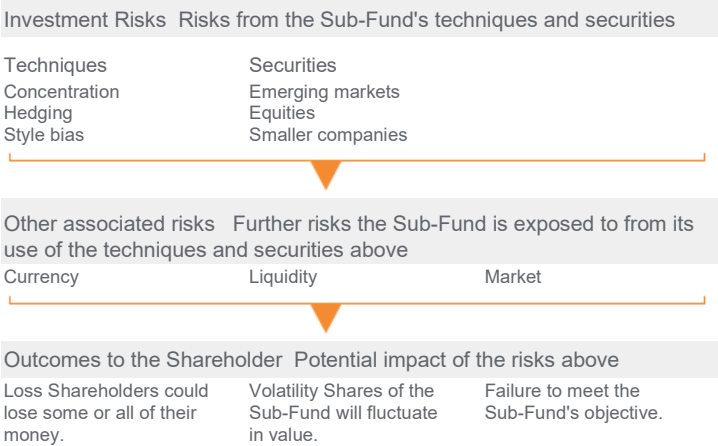 Investment Risks Risks from the Sub-Fund's techniques and securities
Techniques Securities
Concentration Emerging markets
Hedging Equities
Style bias Smaller companies
Other associated risks Further risks the Sub-Fund is exposed to from its
use of the techniques and securities above
Currency Liquidity Market
Outcomes to the Shareholder Potential impact of the risks above
Loss Shareholders could Volatility Shares of the Failure to meet the
lose some or all of their Sub-Fund will fluctuate Sub-Fund's objective.
money. in value.